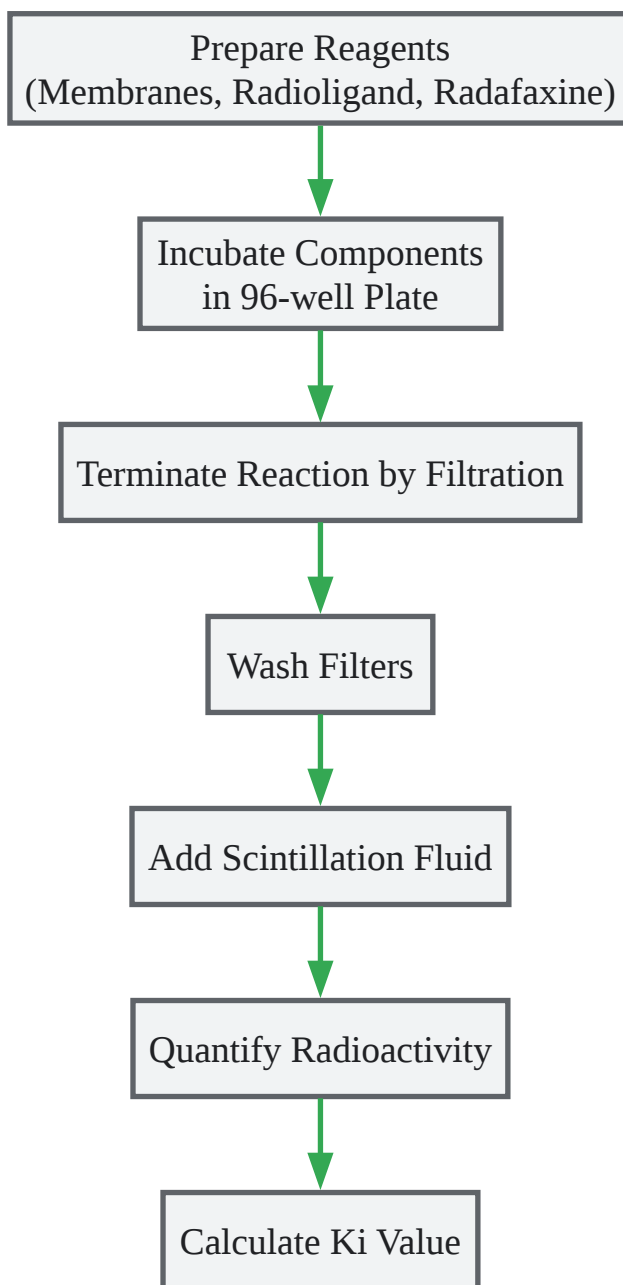 Prepare Reagents
(Membranes, Radioligand, Radafaxine)
Incubate Components
in 96-well Plate
Terminate Reaction by Filtration
Wash Filters
Add Scintillation Fluid
Quantify Radioactivity
Calculate Ki Value